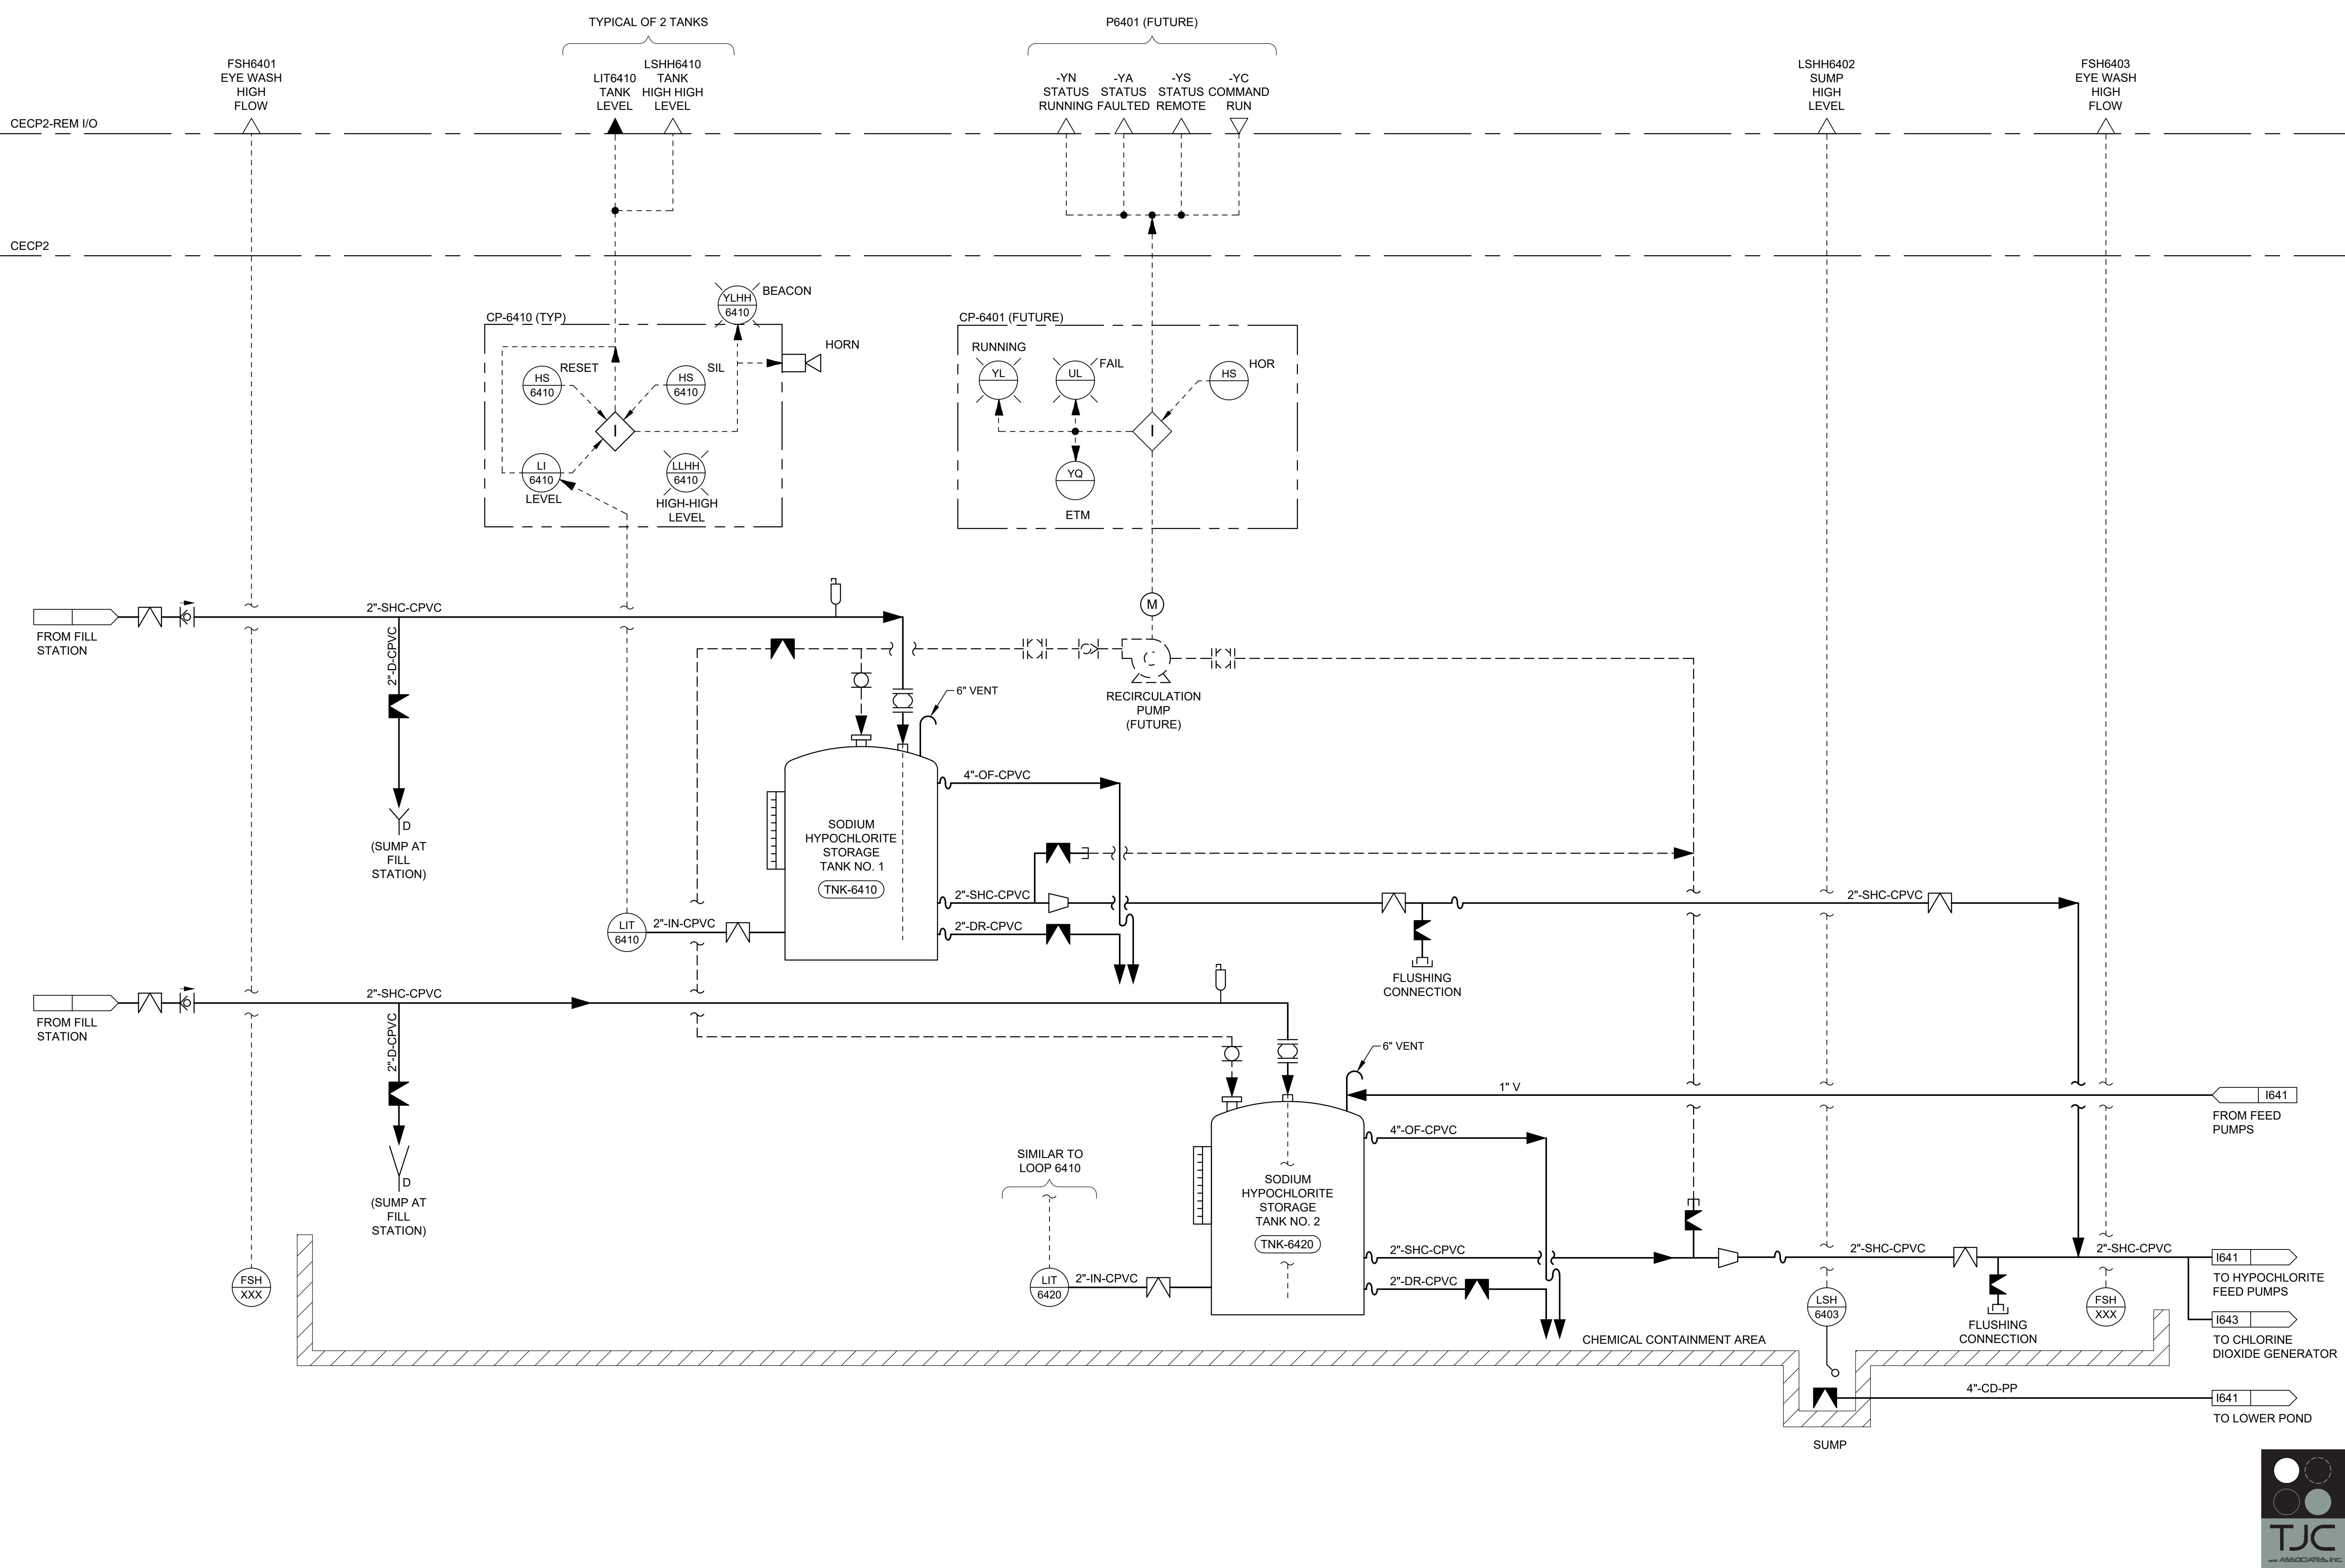 TYPICAL OF 2 TANKS
P6401 (FUTURE)
FSH6401
EYE WASH
HIGH
FLOW
LIT6410
TANK
LEVEL
LSHH6410
TANK
HIGH HIGH
LEVEL
-YN
STATUS
RUNNING
-YA
STATUS
FAULTED
-YS
STATUS
REMOTE
-YC
COMMAND
RUN
LSHH6402
SUMP
HIGH
LEVEL
FSH6403
EYE WASH
HIGH
FLOW
CECP2-REM I/O
CECP2
CP-6410 (TYP)
YLHH
6410
BEACON
HORN
HS
6410
RESET
HS
6410
SIL
I
LI
6410
LEVEL
LLHH
6410
HIGH-HIGH
LEVEL
CP-6401 (FUTURE)
RUNNING
YL
UL
FAIL
HS
HOR
I
YQ
ETM
M
RECIRCULATION
PUMP
(FUTURE)
FROM FILL
STATION
2"-SHC-CPVC
2"-D-CPVC
D
(SUMP AT
FILL
STATION)
6" VENT
SODIUM
HYPOCHLORITE
STORAGE
TANK NO. 1
TNK-6410
4"-OF-CPVC
2"-SHC-CPVC
2"-DR-CPVC
LIT
6410
2"-IN-CPVC
FLUSHING
CONNECTION
2"-SHC-CPVC
FROM FILL
STATION
2"-SHC-CPVC
2"-D-CPVC
D
(SUMP AT
FILL
STATION)
6" VENT
1" V
I641
FROM FEED
PUMPS
SIMILAR TO
LOOP 6410
SODIUM
HYPOCHLORITE
STORAGE
TANK NO. 2
TNK-6420
4"-OF-CPVC
2"-SHC-CPVC
2"-DR-CPVC
LIT
6420
2"-IN-CPVC
FSH
XXX
2"-SHC-CPVC
2"-SHC-CPVC
I641
TO HYPOCHLORITE
FEED PUMPS
LSH
6403
FSH
XXX
FLUSHING
CONNECTION
I643
TO CHLORINE
DIOXIDE GENERATOR
CHEMICAL CONTAINMENT AREA
4"-CD-PP
I641
TO LOWER POND
SUMP
TJC
and ASSOCIATES, INC.